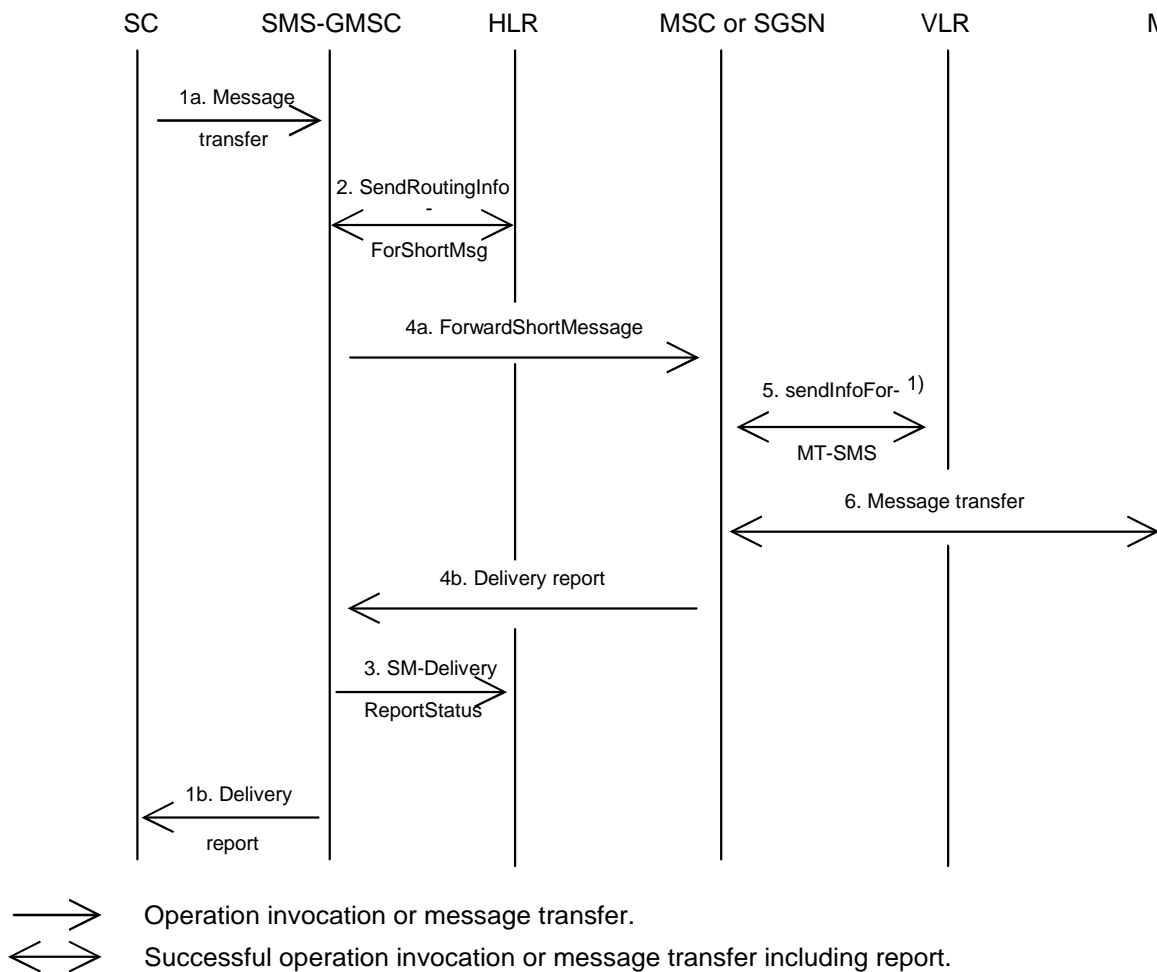 SC SMS-GMSC HLR MSC or SGSN VLR M
1a. Message
transfer
2. SendRoutingInfo
-
ForShortMsg
4a. ForwardShortMessage
5. sendInfoFor- 1)
MT-SMS
6. Message transfer
4b. Delivery report
3. SM-Delivery
ReportStatus
1b. Delivery
report
Operation invocation or message transfer.
Successful operation invocation or message transfer including report.